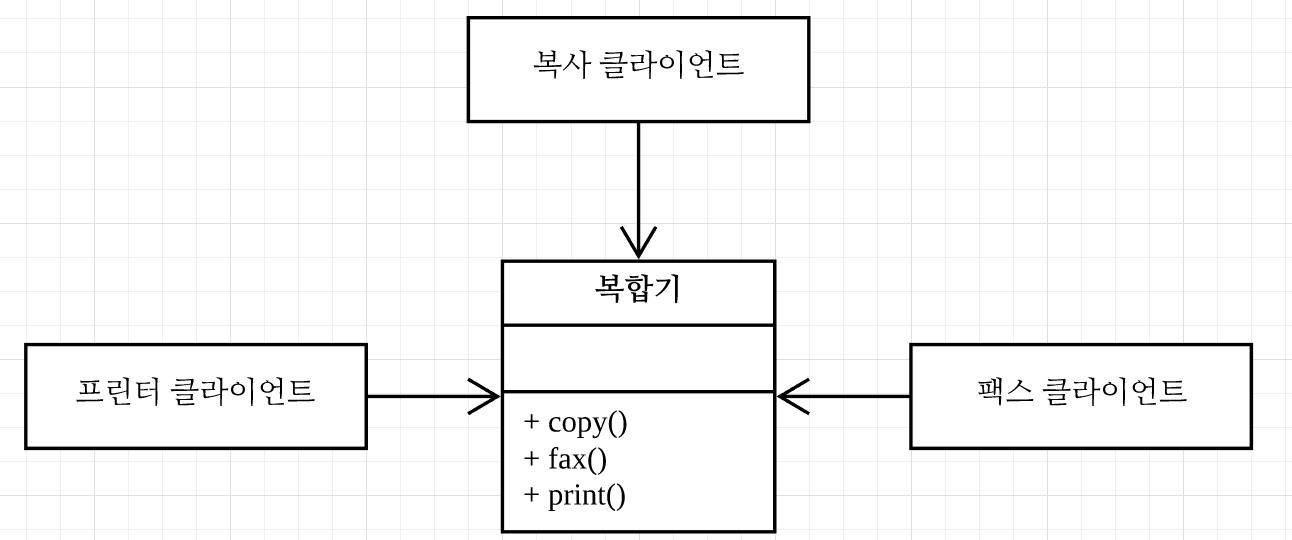 복사 클라이언트
복합기
프린터 클라이언트
팩스 클라이언트
+ copy()
+ fax()
+ print()